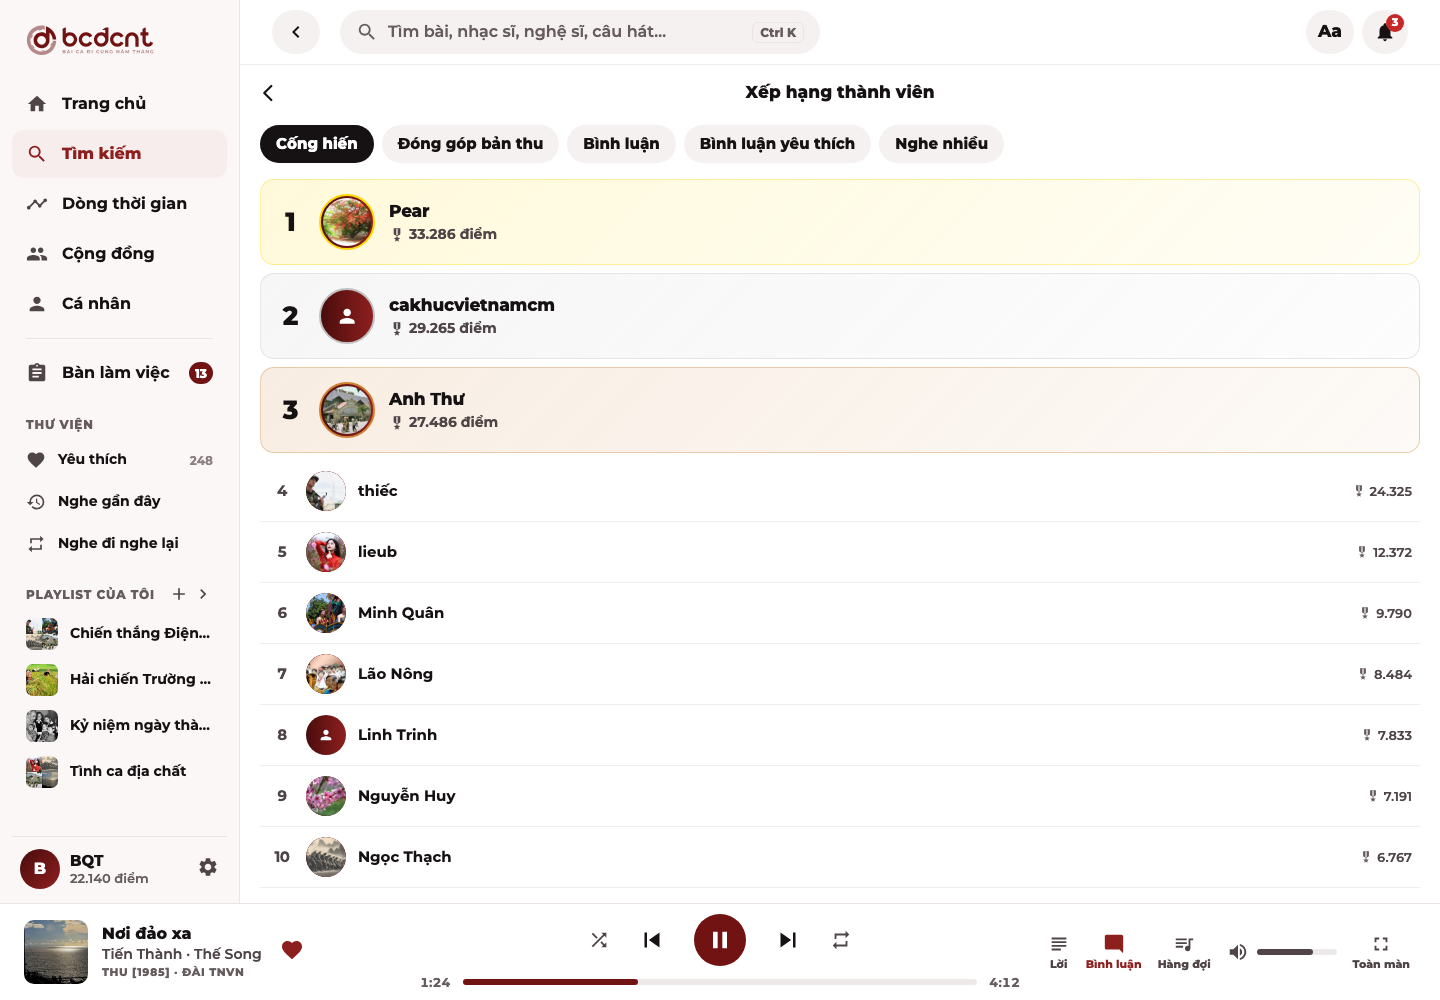 bcdcnt
BÀI CA ĐI CÙNG NĂM THÁNG
Trang chủ
Tìm kiếm
Dòng thời gian
Cộng đồng
Cá nhân
Bàn làm việc 13
THƯ VIỆN
Yêu thích 248
Nghe gần đây
Nghe đi nghe lại
PLAYLIST CỦA TÔI
Chiến thắng Điện...
Hải chiến Trường ...
Kỷ niệm ngày thà...
Tình ca địa chất
B
BQT
22.140 điểm
Tìm bài, nhạc sĩ, nghệ sĩ, câu hát... Ctrl K
Aa
3
Xếp hạng thành viên
Cống hiến Đóng góp bản thu Bình luận Bình luận yêu thích Nghe nhiều
1 Pear
33.286 điểm
2 cakhucvietnamcm
29.265 điểm
3 Anh Thư
27.486 điểm
4 thiếc 24.325
5 lieub 12.372
6 Minh Quân 9.790
7 Lão Nông 8.484
8 Linh Trinh 7.833
9 Nguyễn Huy 7.191
10 Ngọc Thạch 6.767
Nơi đảo xa
Tiến Thành · Thế Song
THU [1985] · ĐÀI TNVN
1:24 4:12
Lời Bình luận Hàng đợi Toàn màn